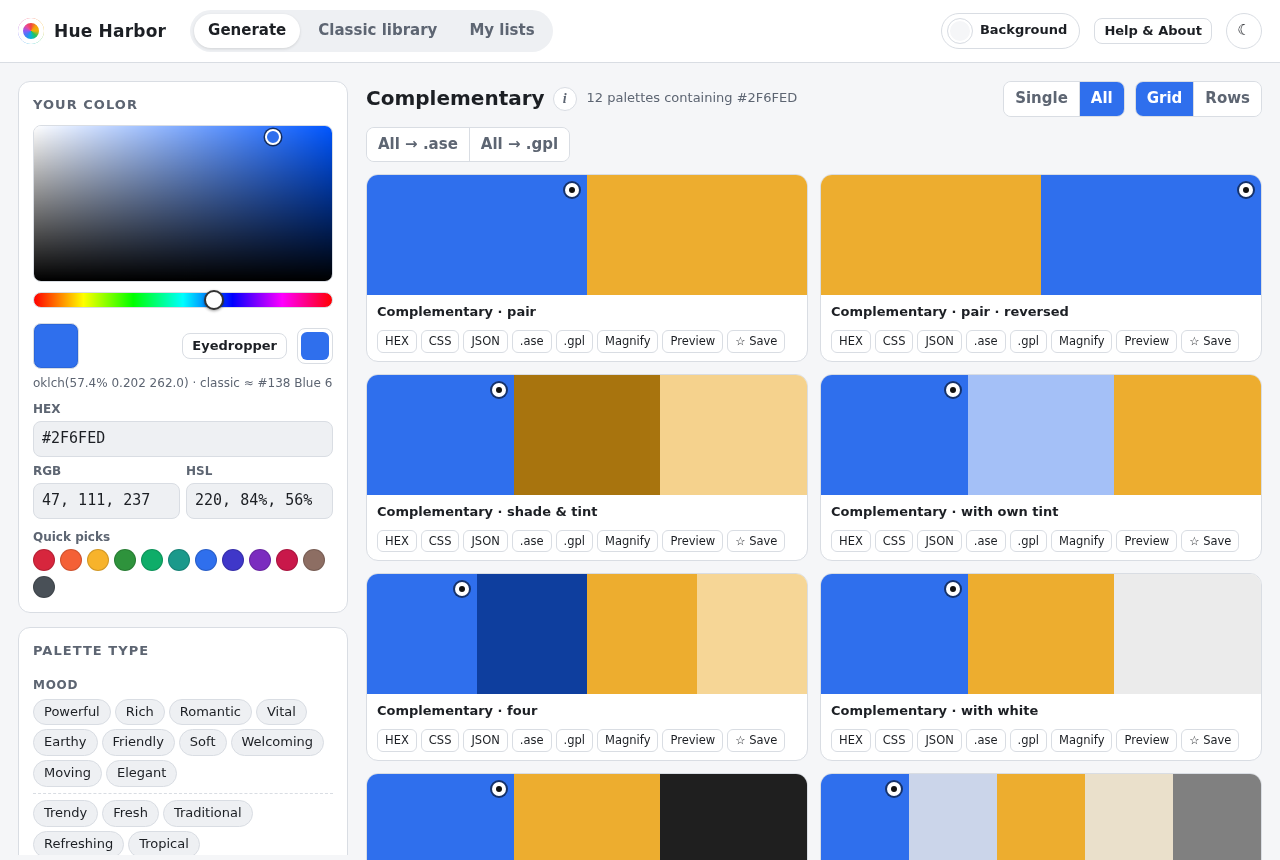 Hue Harbor
Generate
Classic library
My lists
Background
Help & About
☾
YOUR COLOR
Eyedropper
oklch(57.4% 0.202 262.0) · classic ≈ #138 Blue 6
HEX
#2F6FED
RGB
HSL
47, 111, 237
220, 84%, 56%
Quick picks
PALETTE TYPE
MOOD
Powerful Rich Romantic Vital
Earthy Friendly Soft Welcoming
Moving Elegant
Trendy Fresh Traditional
Refreshing Tropical
Complementary i 12 palettes containing #2F6FED
Single All
Grid Rows
All → .ase All → .gpl
Complementary · pair
HEX CSS JSON .ase .gpl Magnify Preview ☆ Save
Complementary · pair · reversed
HEX CSS JSON .ase .gpl Magnify Preview ☆ Save
Complementary · shade & tint
HEX CSS JSON .ase .gpl Magnify Preview ☆ Save
Complementary · with own tint
HEX CSS JSON .ase .gpl Magnify Preview ☆ Save
Complementary · four
HEX CSS JSON .ase .gpl Magnify Preview ☆ Save
Complementary · with white
HEX CSS JSON .ase .gpl Magnify Preview ☆ Save